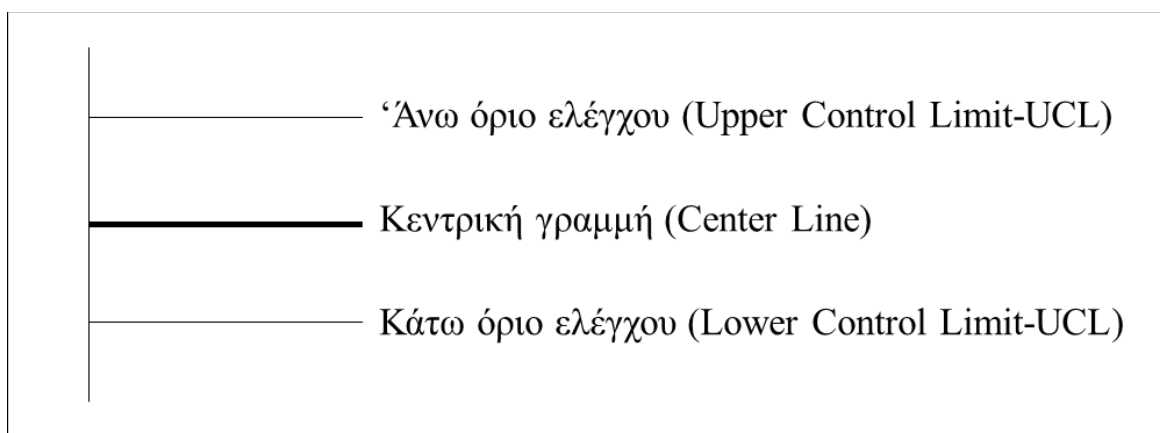 ‘Άνω όριο ελέγχου (Upper Control Limit-UCL)
Κεντρική γραμμή (Center Line)
Κάτω όριο ελέγχου (Lower Control Limit-UCL)